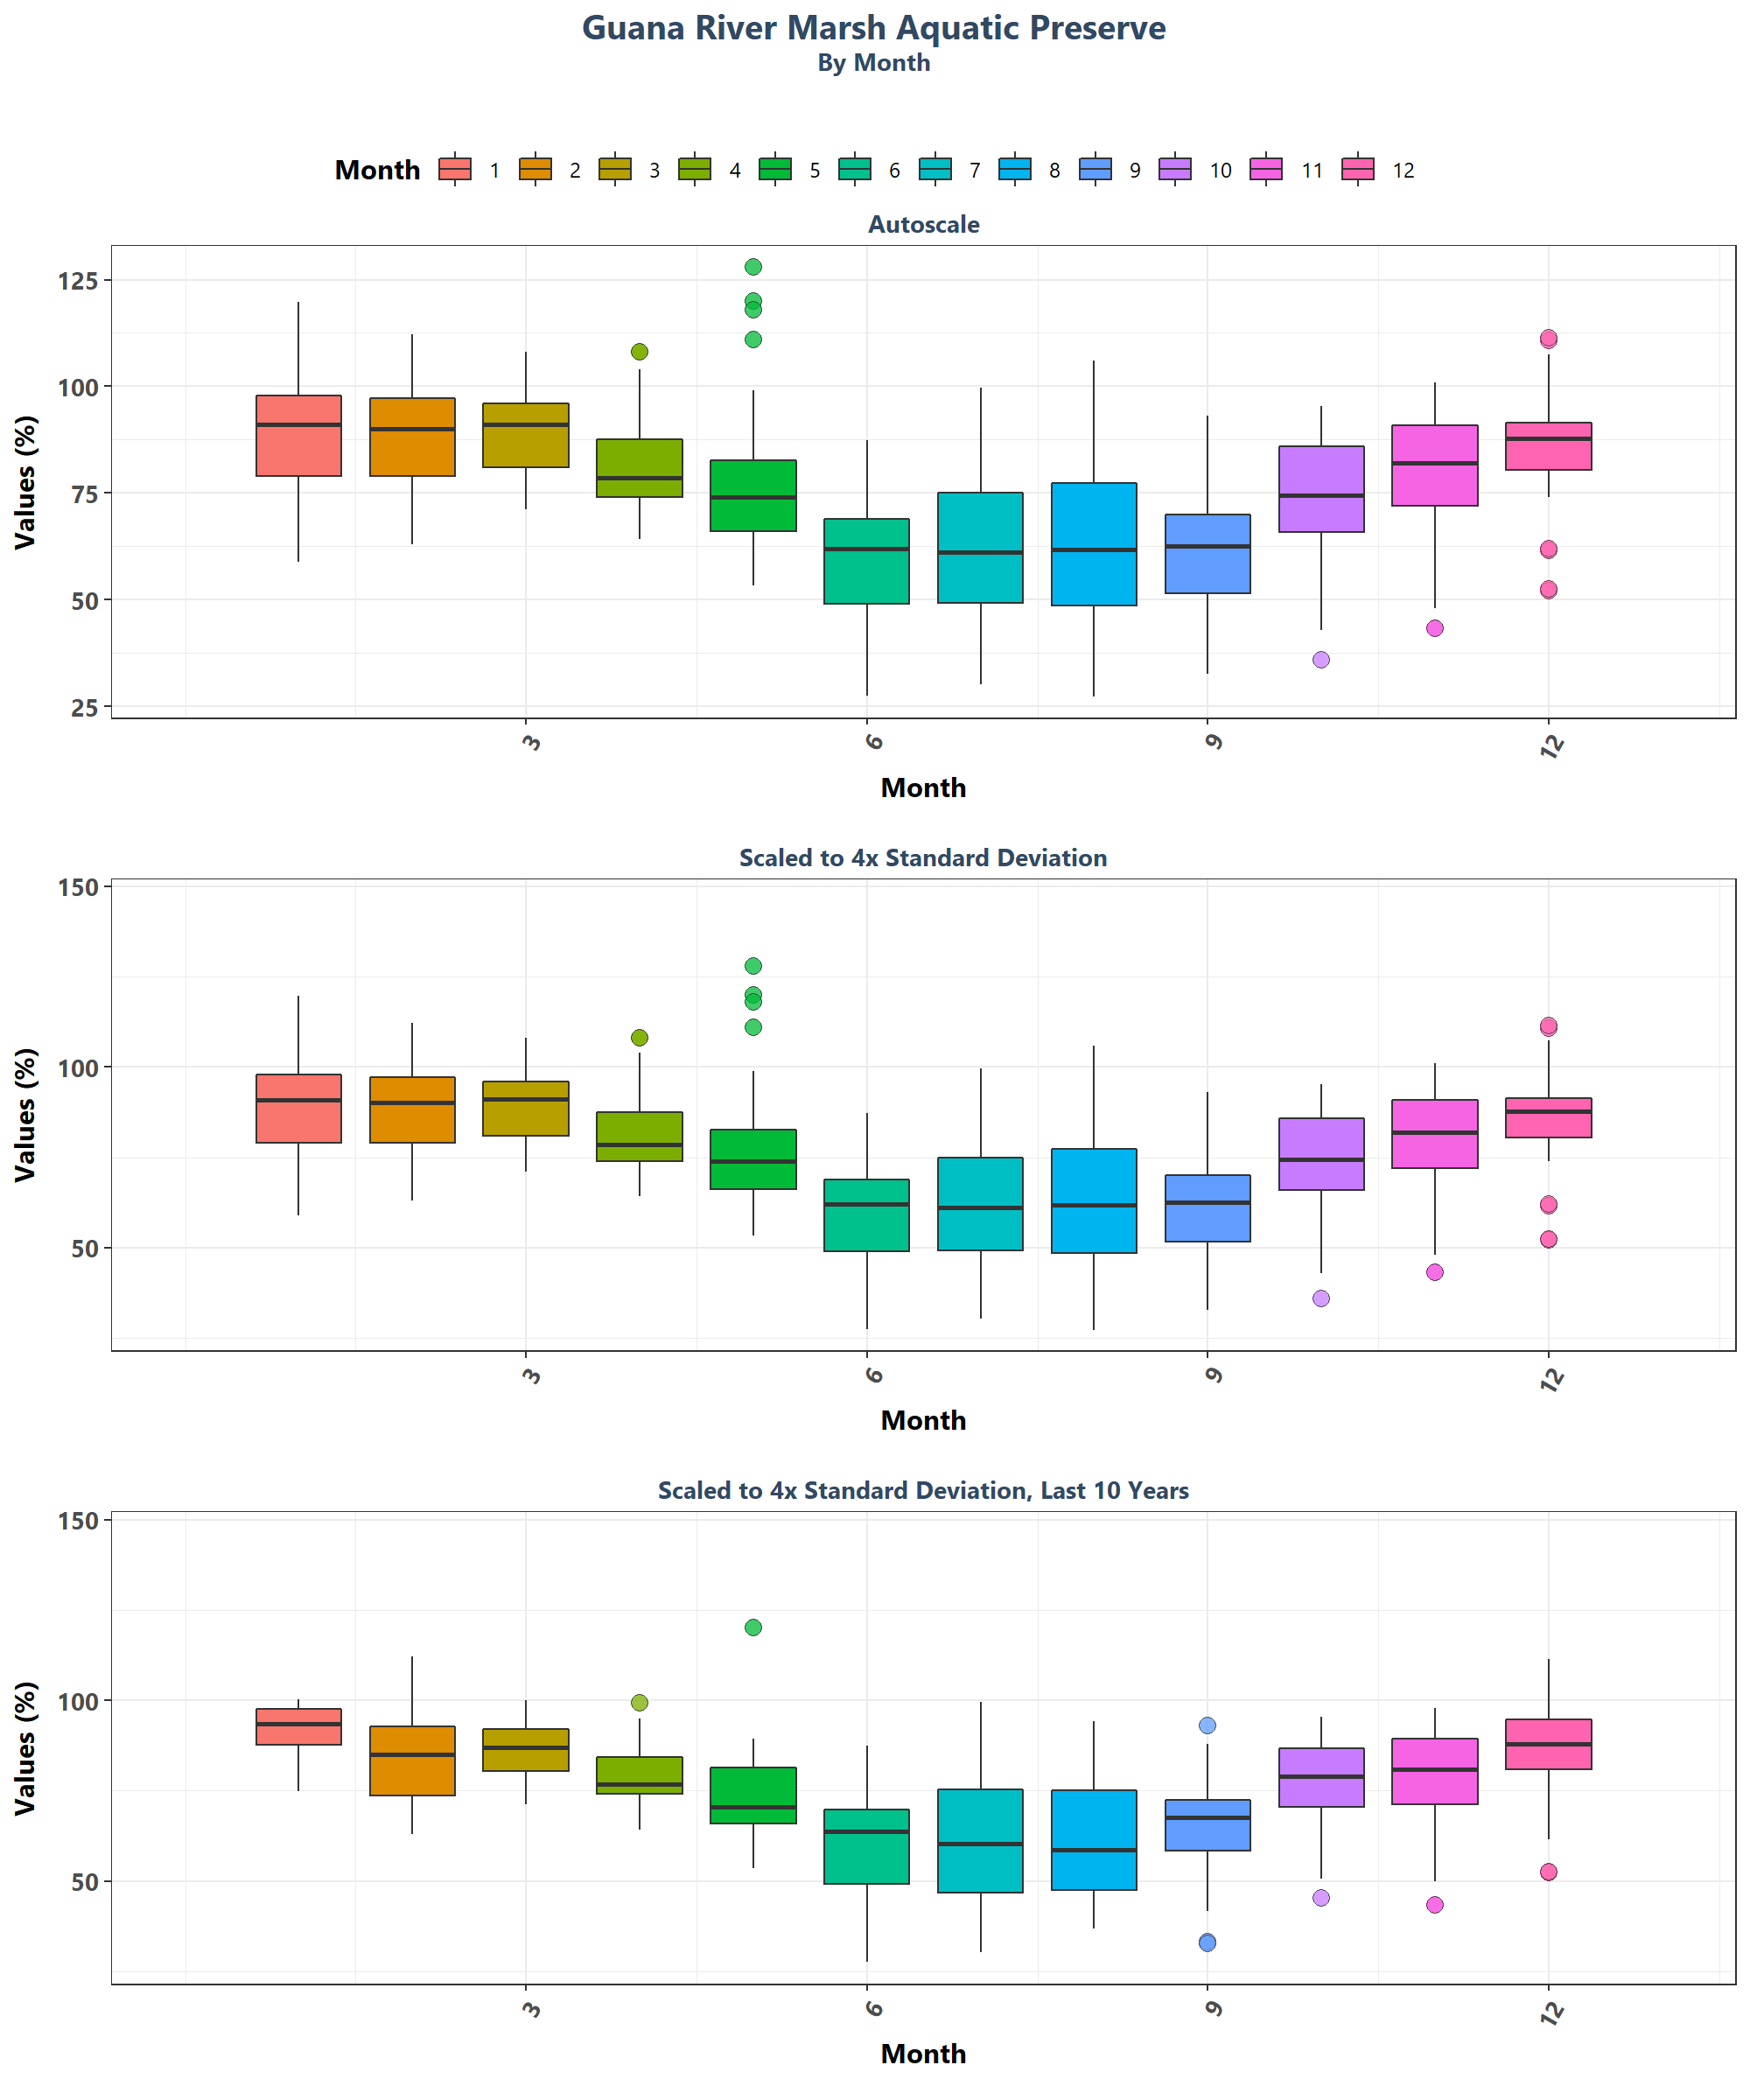 Guana River Marsh Aquatic Preserve
By Month
Month 1 2 3 4 5 6 7 8 9 10 11 12
Autoscale
Values (%)
125
100
75
50
25
3 6 9 12
Month
Scaled to 4x Standard Deviation
Values (%)
150
100
50
3 6 9 12
Month
Scaled to 4x Standard Deviation, Last 10 Years
Values (%)
150
100
50
3 6 9 12
Month